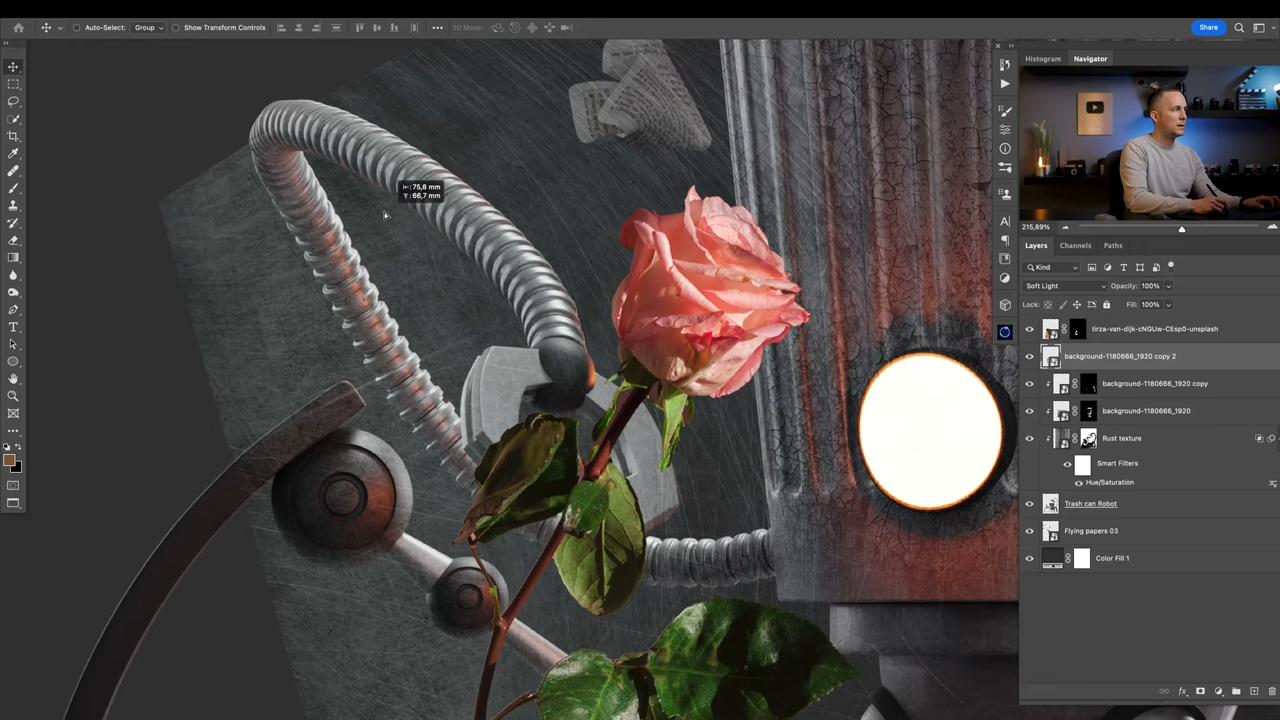 Auto-Select: Group Show Transform Controls 3D Mode: Share
Histogram Navigator
75,8 mm
66,7 mm
215,89%
Layers Channels Paths
Kind
Soft Light Opacity: 100%
Lock: Fill: 100%
tirza-van-dijk-cNGUw-CEsp0-unsplash
background-1180666_1920 copy 2
background-1180666_1920 copy
background-1180666_1920
Rust texture
Smart Filters
Hue/Saturation
Trash can Robot
Flying papers 03
Color Fill 1